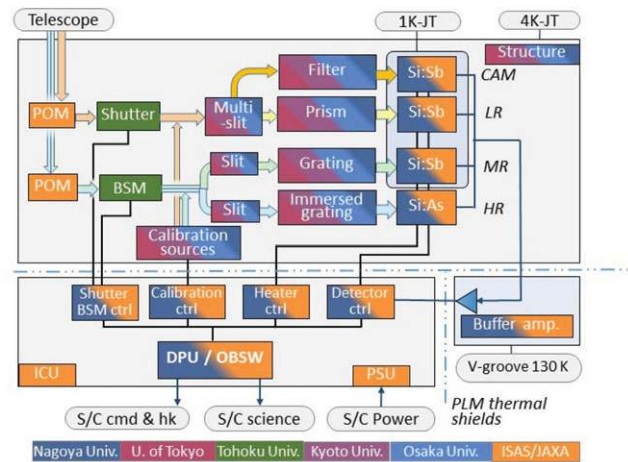 Telescope
1K-JT
4K-JT
Structure
Filter
Si:Sb
CAM
POM
Shutter
Multi
-slit
Prism
Si:Sb
LR
POM
BSM
Slit
Grating
Si:Sb
MR
Slit
Immersed
grating
Si:As
HR
Calibration
sources
Shutter
BSM ctrl
Calibration
ctrl
Heater
ctrl
Detector
ctrl
Buffer amp.
DPU / OBSW
ICU
PSU
V-groove 130 K
S/C cmd & hk
S/C science
S/C Power
PLM thermal
shields
Nagoya Univ.
U. of Tokyo
Tohoku Univ.
Kyoto Univ.
Osaka Univ.
ISAS/JAXA